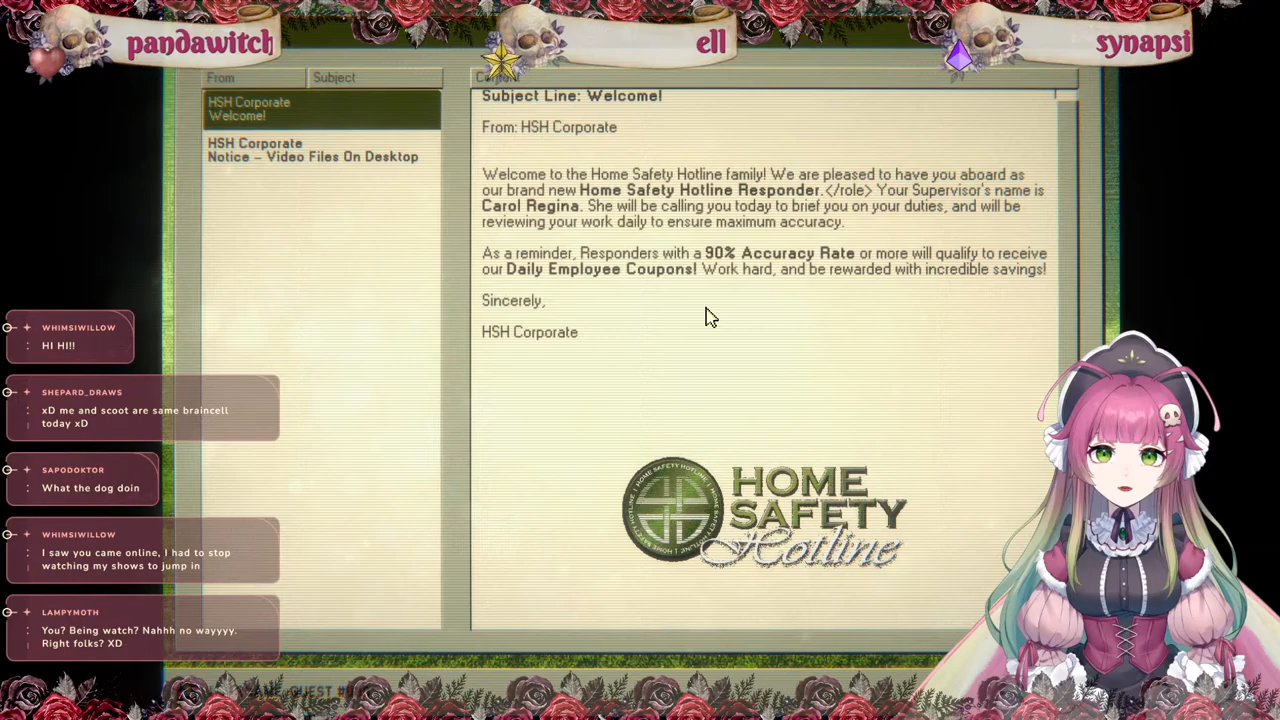 pandawitch
ell
synapsi
From
Subject
Content
HSH Corporate
Welcome!
HSH Corporate
Notice – Video Files On Desktop
Subject Line: Welcome!
From: HSH Corporate
Welcome to the Home Safety Hotline family! We are pleased to have you aboard as
our brand new Home Safety Hotline Responder.</role> Your Supervisor's name is
Carol Regina. She will be calling you today to brief you on your duties, and will be
reviewing your work daily to ensure maximum accuracy.
As a reminder, Responders with a 90% Accuracy Rate or more will qualify to receive
our Daily Employee Coupons! Work hard, and be rewarded with incredible savings!
Sincerely,
HSH Corporate
HOME
SAFETY
Hotline
WHIMSIWILLOW
HI HI!!
SHEPARD_DRAWS
xD me and scoot are same braincell
today xD
SAPODOKTOR
What the dog doin
WHIMSIWILLOW
I saw you came online, I had to stop
watching my shows to jump in
LAMPYMOTH
You? Being watch? Nahhh no wayyyy.
Right folks? XD